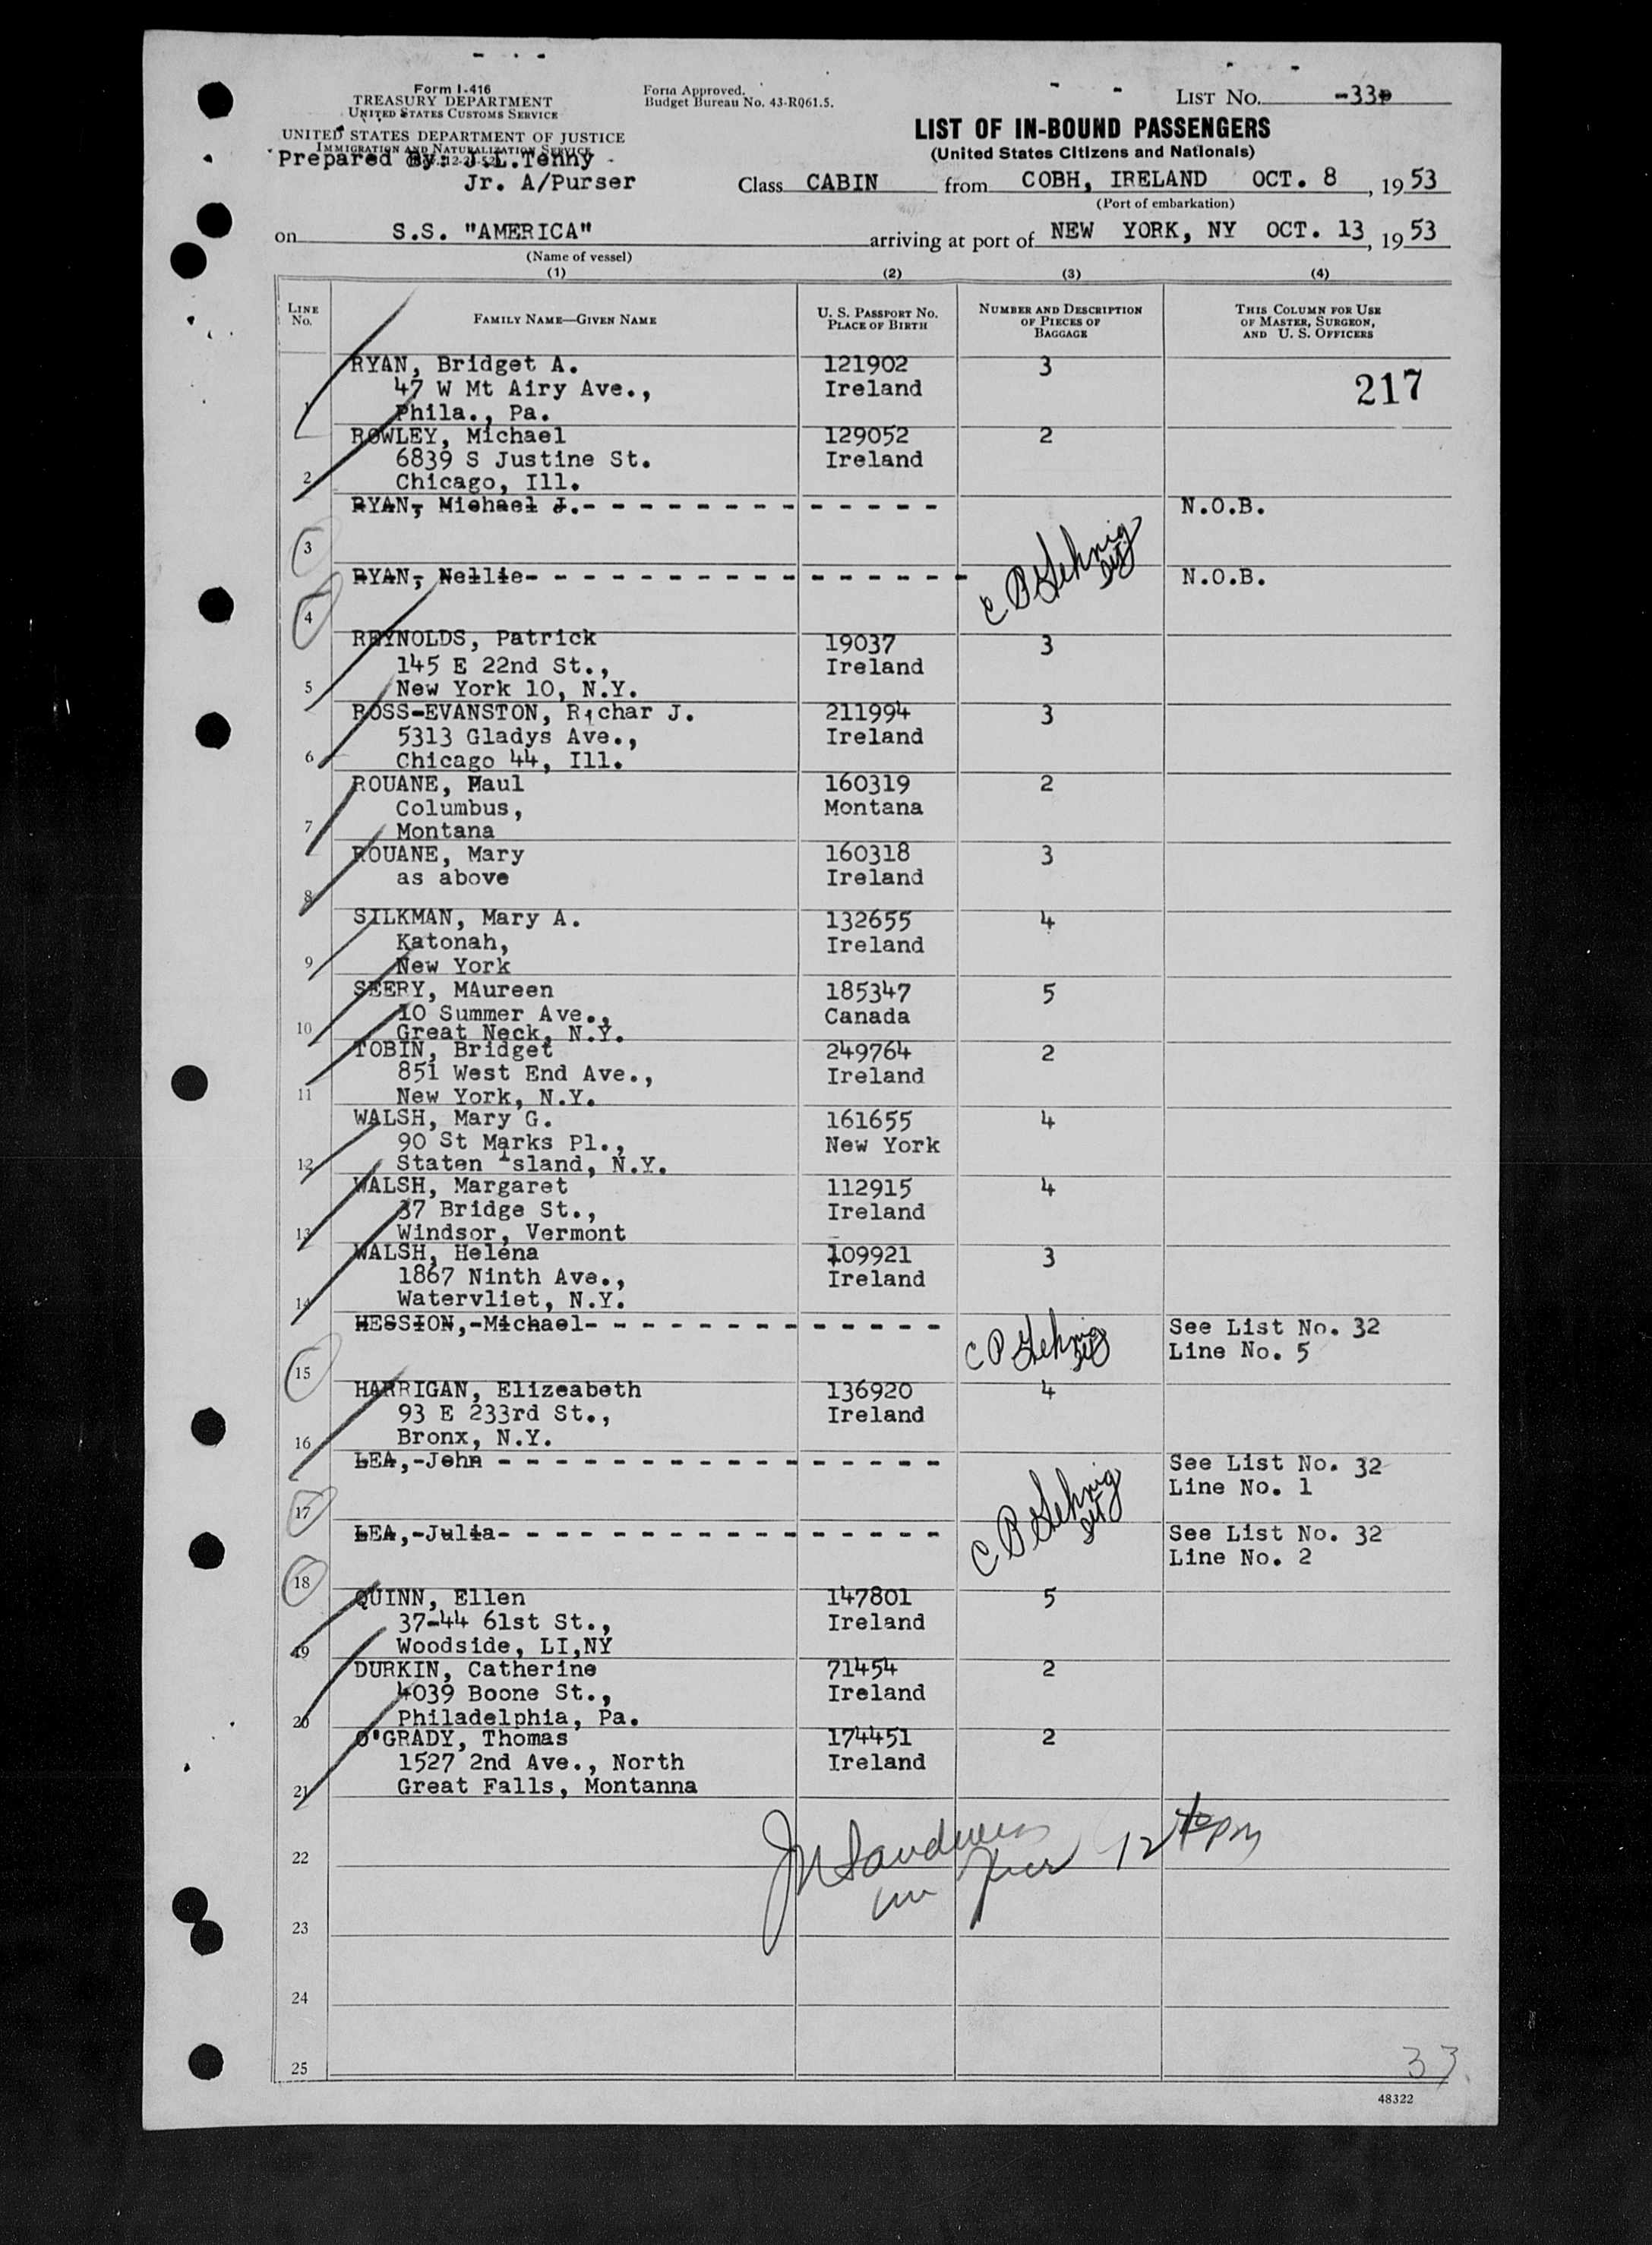 Form I-416
TREASURY DEPARTMENT
UNITED STATES CUSTOMS SERVICE
UNITED STATES DEPARTMENT OF JUSTICE
IMMIGRATION AND NATURALIZATION SERVICE
Prepared By: J.L.Tenny
Jr. A/Purser
Form Approved.
Budget Bureau No. 43-R061.5.
LIST NO. -33-
LIST OF IN-BOUND PASSENGERS
(United States Citizens and Nationals)
Class CABIN from COBH, IRELAND OCT. 8, 1953
(Port of embarkation)
on S.S. "AMERICA" arriving at port of NEW YORK, NY OCT. 13, 1953
(Name of vessel)
(1) (2) (3) (4)
LINE NO. FAMILY NAME—GIVEN NAME U. S. PASSPORT NO. PLACE OF BIRTH NUMBER AND DESCRIPTION OF PIECES OF BAGGAGE THIS COLUMN FOR USE OF MASTER, SURGEON, AND U. S. OFFICERS
RYAN, Bridget A. 121902 3
47 W Mt Airy Ave., Ireland 217
1 Phila., Pa.
ROWLEY, Michael 129052 2
6839 S Justine St. Ireland
2 Chicago, Ill.
RYAN, Michael J.- - - - - - - - - - - - - N.O.B.
3
RYAN, Nellie- - - - - - - - - - - - - - - - N.O.B.
4
C P Gehrig
REYNOLDS, Patrick 19037 3
145 E 22nd St., Ireland
5 New York 10, N.Y.
ROSS-EVANSTON, Richar J. 211994 3
5313 Gladys Ave., Ireland
6 Chicago 44, Ill.
ROUANE, Paul 160319 2
Columbus, Montana
7 Montana
ROUANE, Mary 160318 3
as above Ireland
8
SILKMAN, Mary A. 132655 4
Katonah, Ireland
9 New York
SEERY, MAureen 185347 5
10 Summer Ave., Canada
10 Great Neck, N.Y.
TOBIN, Bridget 249764 2
851 West End Ave., Ireland
11 New York, N.Y.
WALSH, Mary G. 161655 4
90 St Marks Pl., New York
12 Staten Island, N.Y.
WALSH, Margaret 112915 4
37 Bridge St., Ireland
13 Windsor, Vermont
WALSH, Helena 109921 3
1867 Ninth Ave., Ireland
14 Watervliet, N.Y.
HESSION,-Michael- - - - - - - - - - - - - See List No. 32
C P Gehrig Line No. 5
15
HARRIGAN, Elizeabeth 136920 4
93 E 233rd St., Ireland
16 Bronx, N.Y.
LEA,-John - - - - - - - - - - - - - - - - See List No. 32
Line No. 1
17
C P Gehrig
LEA,-Julia- - - - - - - - - - - - - - - - See List No. 32
Line No. 2
18
QUINN, Ellen 147801 5
37-44 61st St., Ireland
19 Woodside, LI,NY
DURKIN, Catherine 71454 2
4039 Boone St., Ireland
20 Philadelphia, Pa.
O'GRADY, Thomas 174451 2
1527 2nd Ave., North Ireland
21 Great Falls, Montanna
22
23
24
25
33
48322